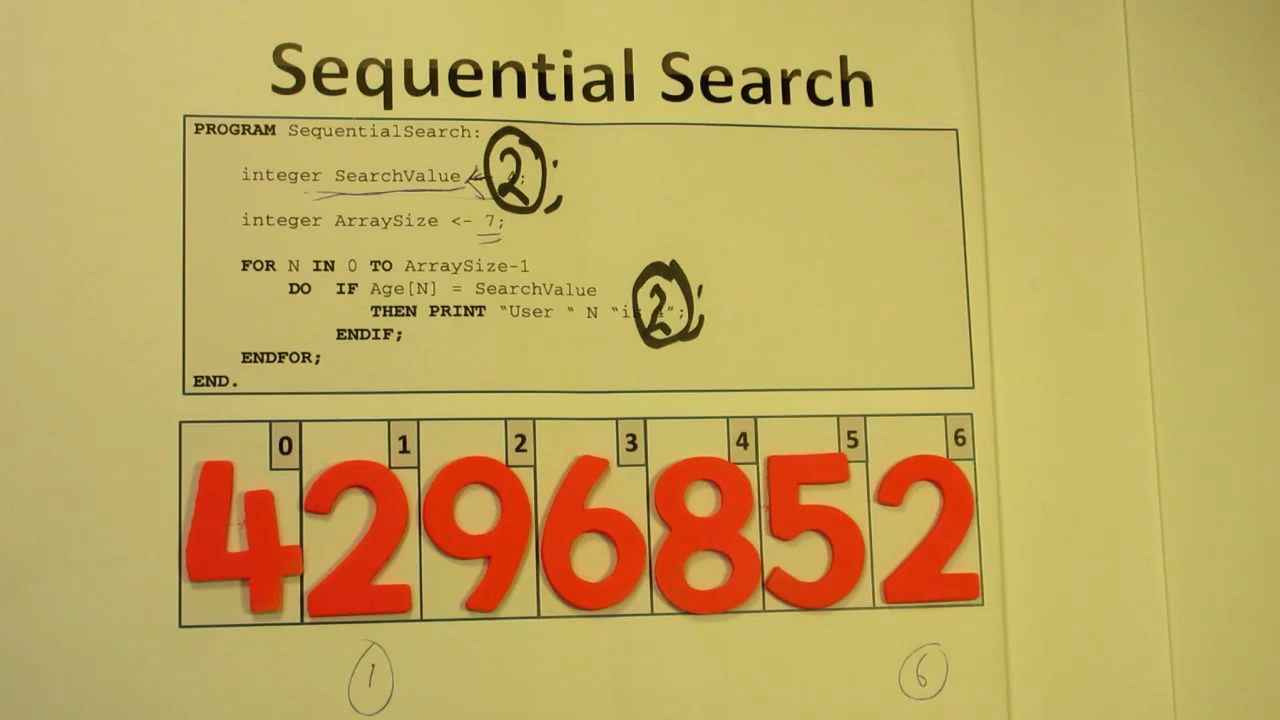 Sequential Search
PROGRAM SequentialSearch:
integer SearchValue <- 2;
integer ArraySize <- 7;
FOR N IN 0 TO ArraySize-1
DO IF Age[N] = SearchValue
THEN PRINT “User “ N “is 2”;
ENDIF;
ENDFOR;
END.
0 1 2 3 4 5 6
4 2 9 6 8 5 2
1 6